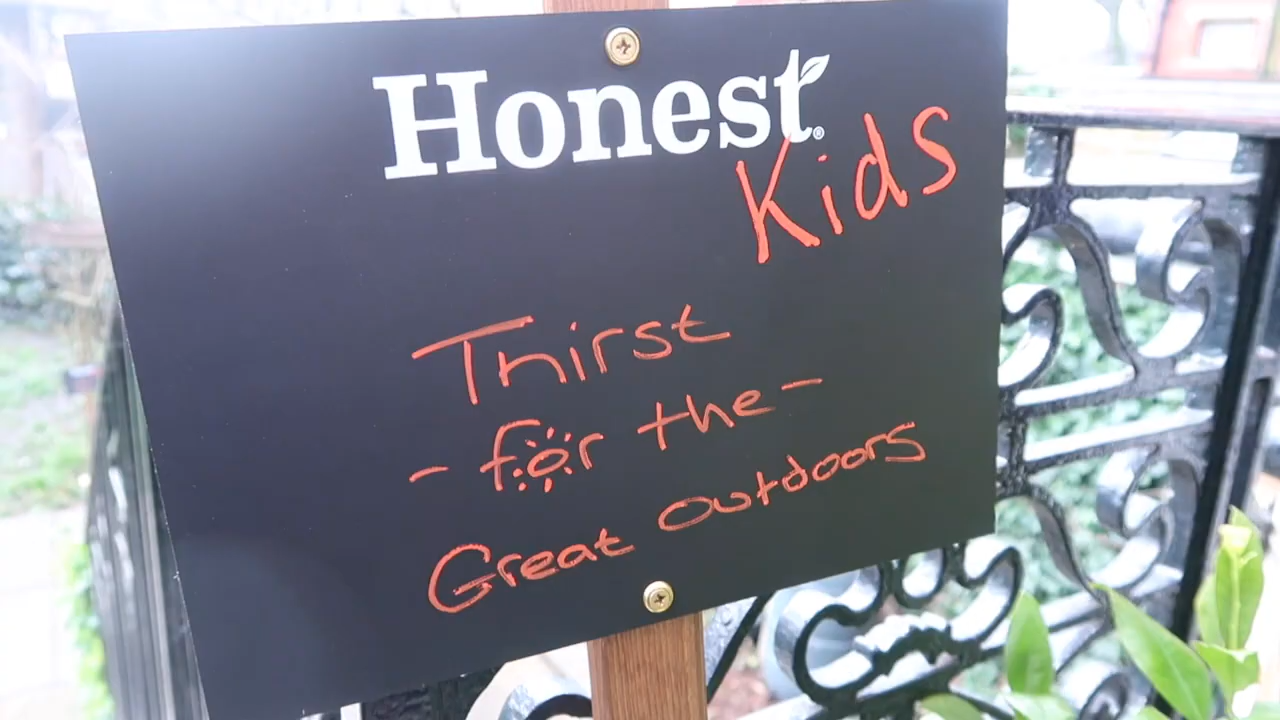 Honest®
Kids
Thirst
- for the -
Great outdoors